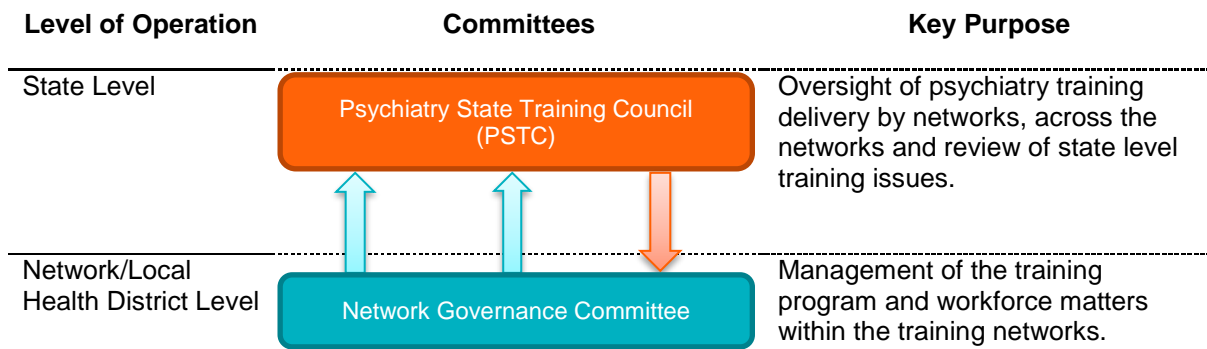 Level of Operation
Committees
Key Purpose
State Level
Psychiatry State Training Council
(PSTC)
Oversight of psychiatry training
delivery by networks, across the
networks and review of state level
training issues.
Network/Local
Health District Level
Network Governance Committee
Management of the training
program and workforce matters
within the training networks.